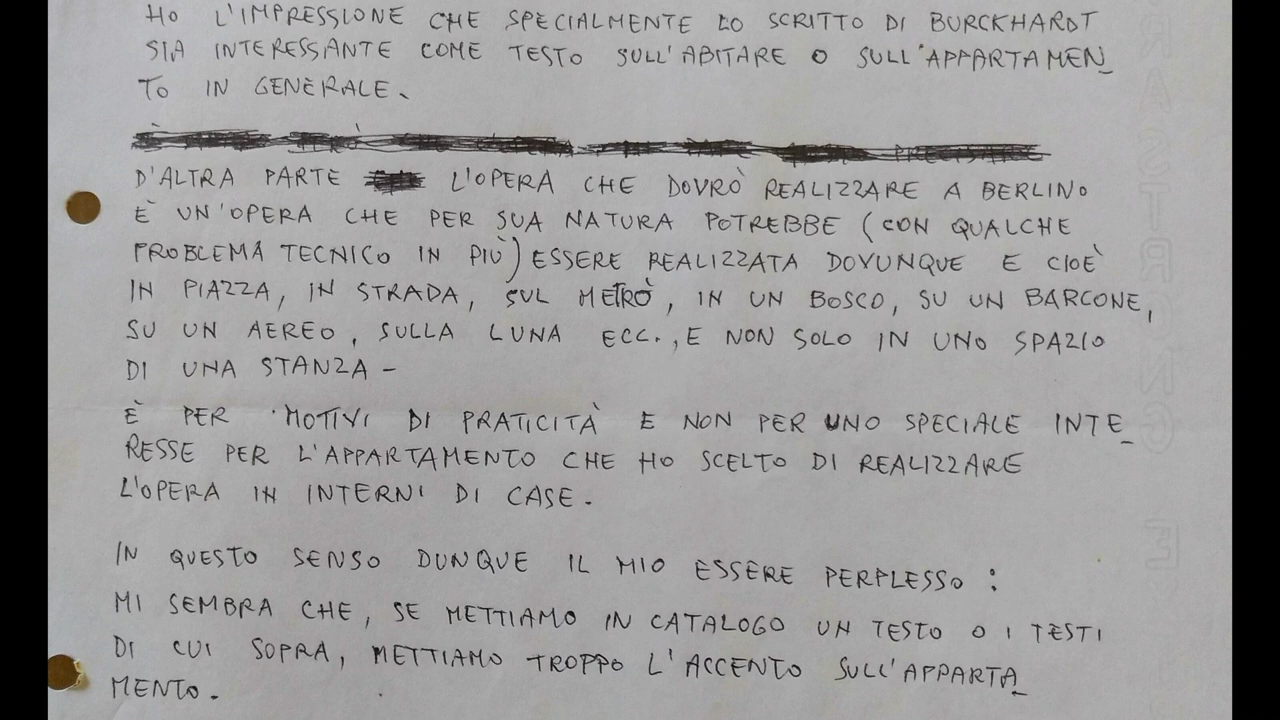 HO L'IMPRESSIONE CHE SPECIALMENTE LO SCRITTO DI BURCKHARDT
SIA INTERESSANTE COME TESTO SULL'ABITARE O SULL'APPARTAMEN_
TO IN GENERALE.
D'ALTRA PARTE L'OPERA CHE DOVRÒ REALIZZARE A BERLINO
È UN'OPERA CHE PER SUA NATURA POTREBBE (CON QUALCHE
PROBLEMA TECNICO IN PIÙ) ESSERE REALIZZATA DOVUNQUE E CIOÈ
IN PIAZZA, IN STRADA, SUL METRÒ, IN UN BOSCO, SU UN BARCONE,
SU UN AEREO, SULLA LUNA ECC., E NON SOLO IN UNO SPAZIO
DI UNA STANZA -
È PER MOTIVI DI PRATICITÀ E NON PER UNO SPECIALE INTE_
RESSE PER L'APPARTAMENTO CHE HO SCELTO DI REALIZZARE
L'OPERA IN INTERNI DI CASE.
IN QUESTO SENSO DUNQUE IL MIO ESSERE PERPLESSO :
MI SEMBRA CHE, SE METTIAMO IN CATALOGO UN TESTO O I TESTI
DI CUI SOPRA, METTIAMO TROPPO L'ACCENTO SULL'APPARTA_
MENTO.